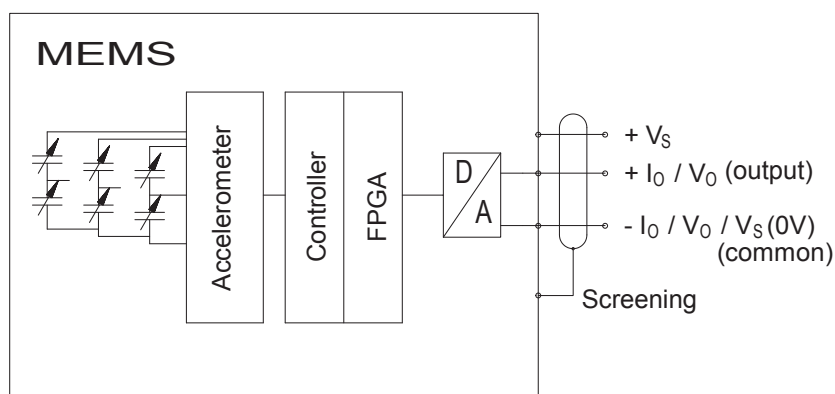 MEMS
Accelerometer
Controller
FPGA
D
A
+ VS
+ IO / VO (output)
- IO / VO / VS (0V)
(common)
Screening